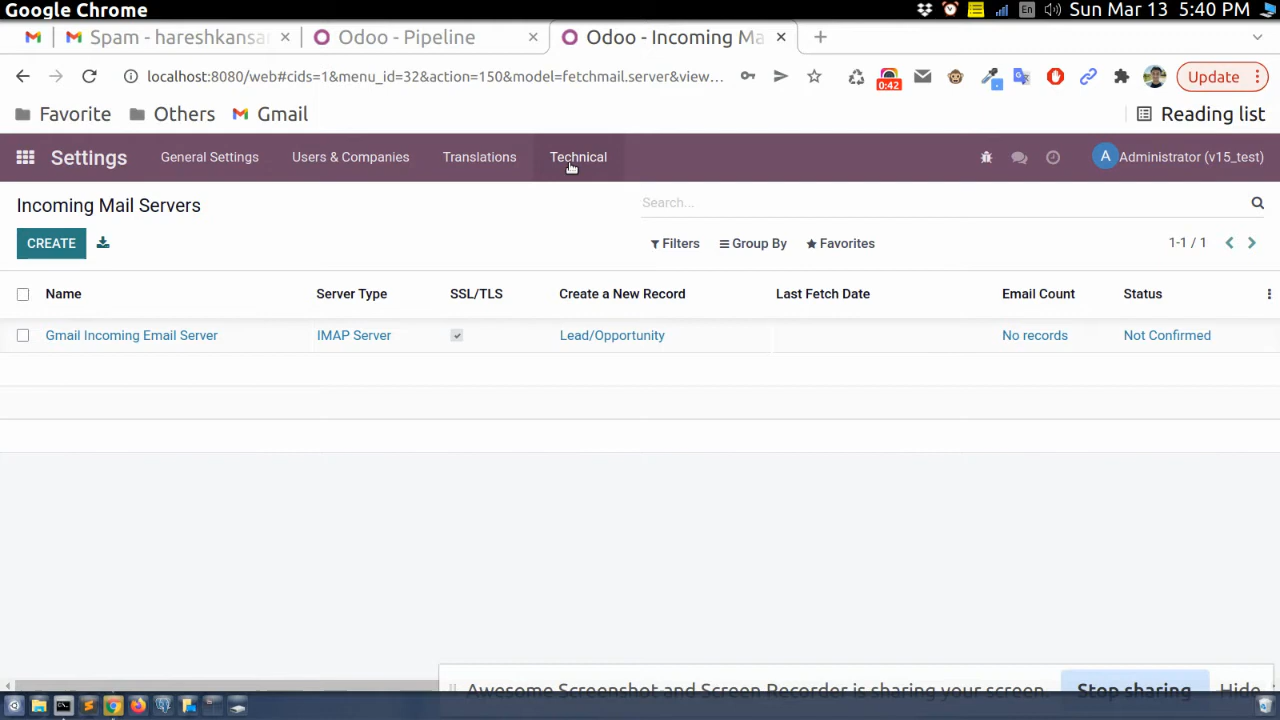 Google Chrome
En
Sun Mar 13
5:40 PM
Spam - hareshkansar
Odoo - Pipeline
Odoo - Incoming Ma
localhost:8080/web#cids=1&menu_id=32&action=150&model=fetchmail.server&view...
0:42
Update
Favorite
Others
Gmail
Reading list
Settings
General Settings
Users & Companies
Translations
Technical
A
Administrator (v15_test)
Incoming Mail Servers
Search...
CREATE
Filters
Group By
Favorites
1-1 / 1
Name
Server Type
SSL/TLS
Create a New Record
Last Fetch Date
Email Count
Status
Gmail Incoming Email Server
IMAP Server
Lead/Opportunity
No records
Not Confirmed
Awesome Screenshot and Screen Recorder is sharing your screen.
Stop sharing
Hide